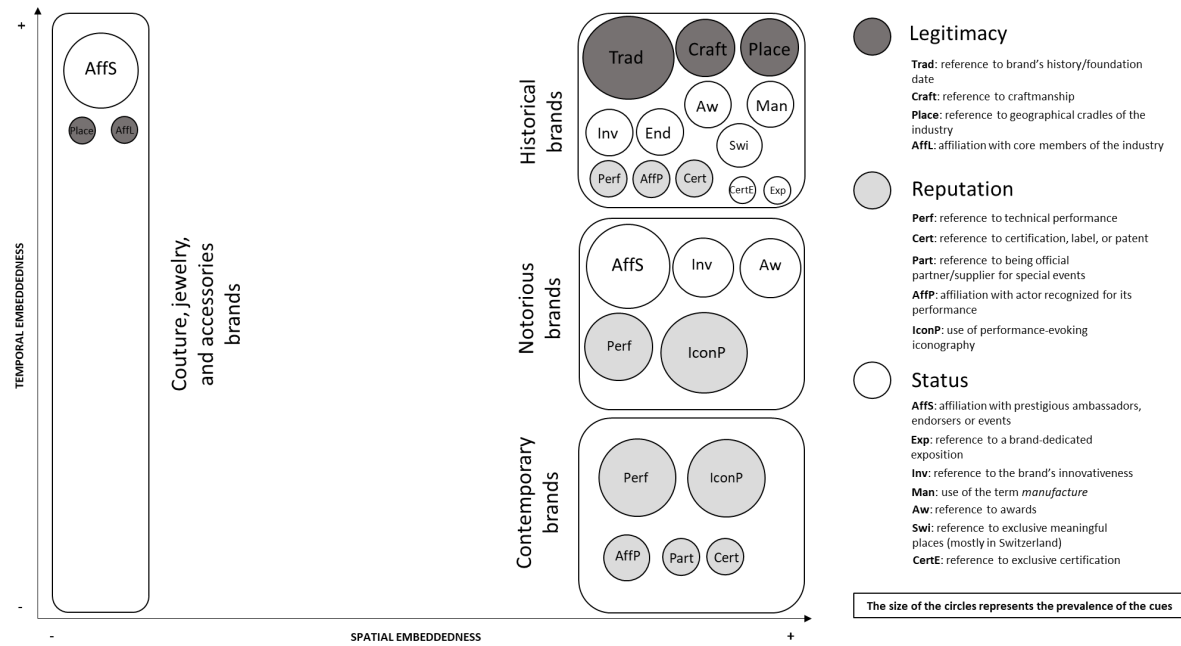 +
TEMPORAL EMBEDDEDNESS
-
-
SPATIAL EMBEDDEDNESS
+
AffS
Place
AffL
Couture, jewelry,
and accessories
brands
Historical
brands
Trad
Craft
Place
Aw
Man
Inv
End
Swi
Perf
AffP
Cert
CertE
Exp
Notorious
brands
AffS
Inv
Aw
Perf
IconP
Contemporary
brands
Perf
IconP
AffP
Part
Cert
Legitimacy
Trad: reference to brand's history/foundation
date
Craft: reference to craftmanship
Place: reference to geographical cradles of the
industry
AffL: affiliation with core members of the industry
Reputation
Perf: reference to technical performance
Cert: reference to certification, label, or patent
Part: reference to being official
partner/supplier for special events
AffP: affiliation with actor recognized for its
performance
IconP: use of performance-evoking
iconography
Status
AffS: affiliation with prestigious ambassadors,
endorsers or events
Exp: reference to a brand-dedicated
exposition
Inv: reference to the brand's innovativeness
Man: use of the term manufacture
Aw: reference to awards
Swi: reference to exclusive meaningful
places (mostly in Switzerland)
CertE: reference to exclusive certification
The size of the circles represents the prevalence of the cues